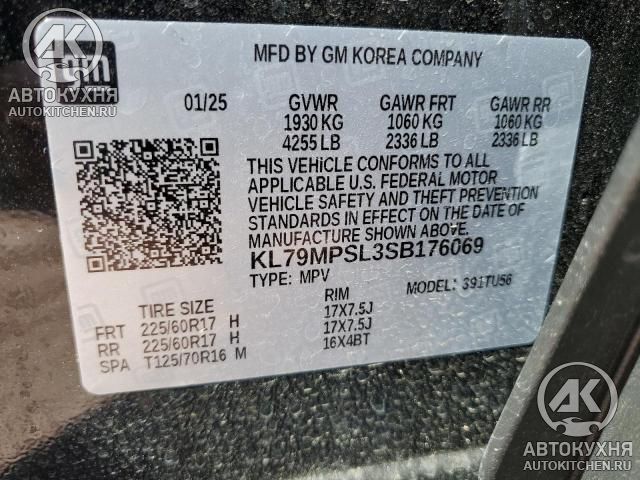 gm
AK
АВТОКУХНЯ
AUTOKITCHEN.RU
MFD BY GM KOREA COMPANY
01/25 GVWR GAWR FRT GAWR RR
1930 KG 1060 KG 1060 KG
4255 LB 2336 LB 2336 LB
THIS VEHICLE CONFORMS TO ALL
APPLICABLE U.S. FEDERAL MOTOR
VEHICLE SAFETY AND THEFT PREVENTION
STANDARDS IN EFFECT ON THE DATE OF
MANUFACTURE SHOWN ABOVE.
KL79MPSL3SB176069
TYPE: MPV MODEL: 391TU56
TIRE SIZE RIM
FRT 225/60R17 H 17X7.5J
RR 225/60R17 H 17X7.5J
SPA T125/70R16 M 16X4BT
AK
АВТОКУХНЯ
AUTOKITCHEN.RU